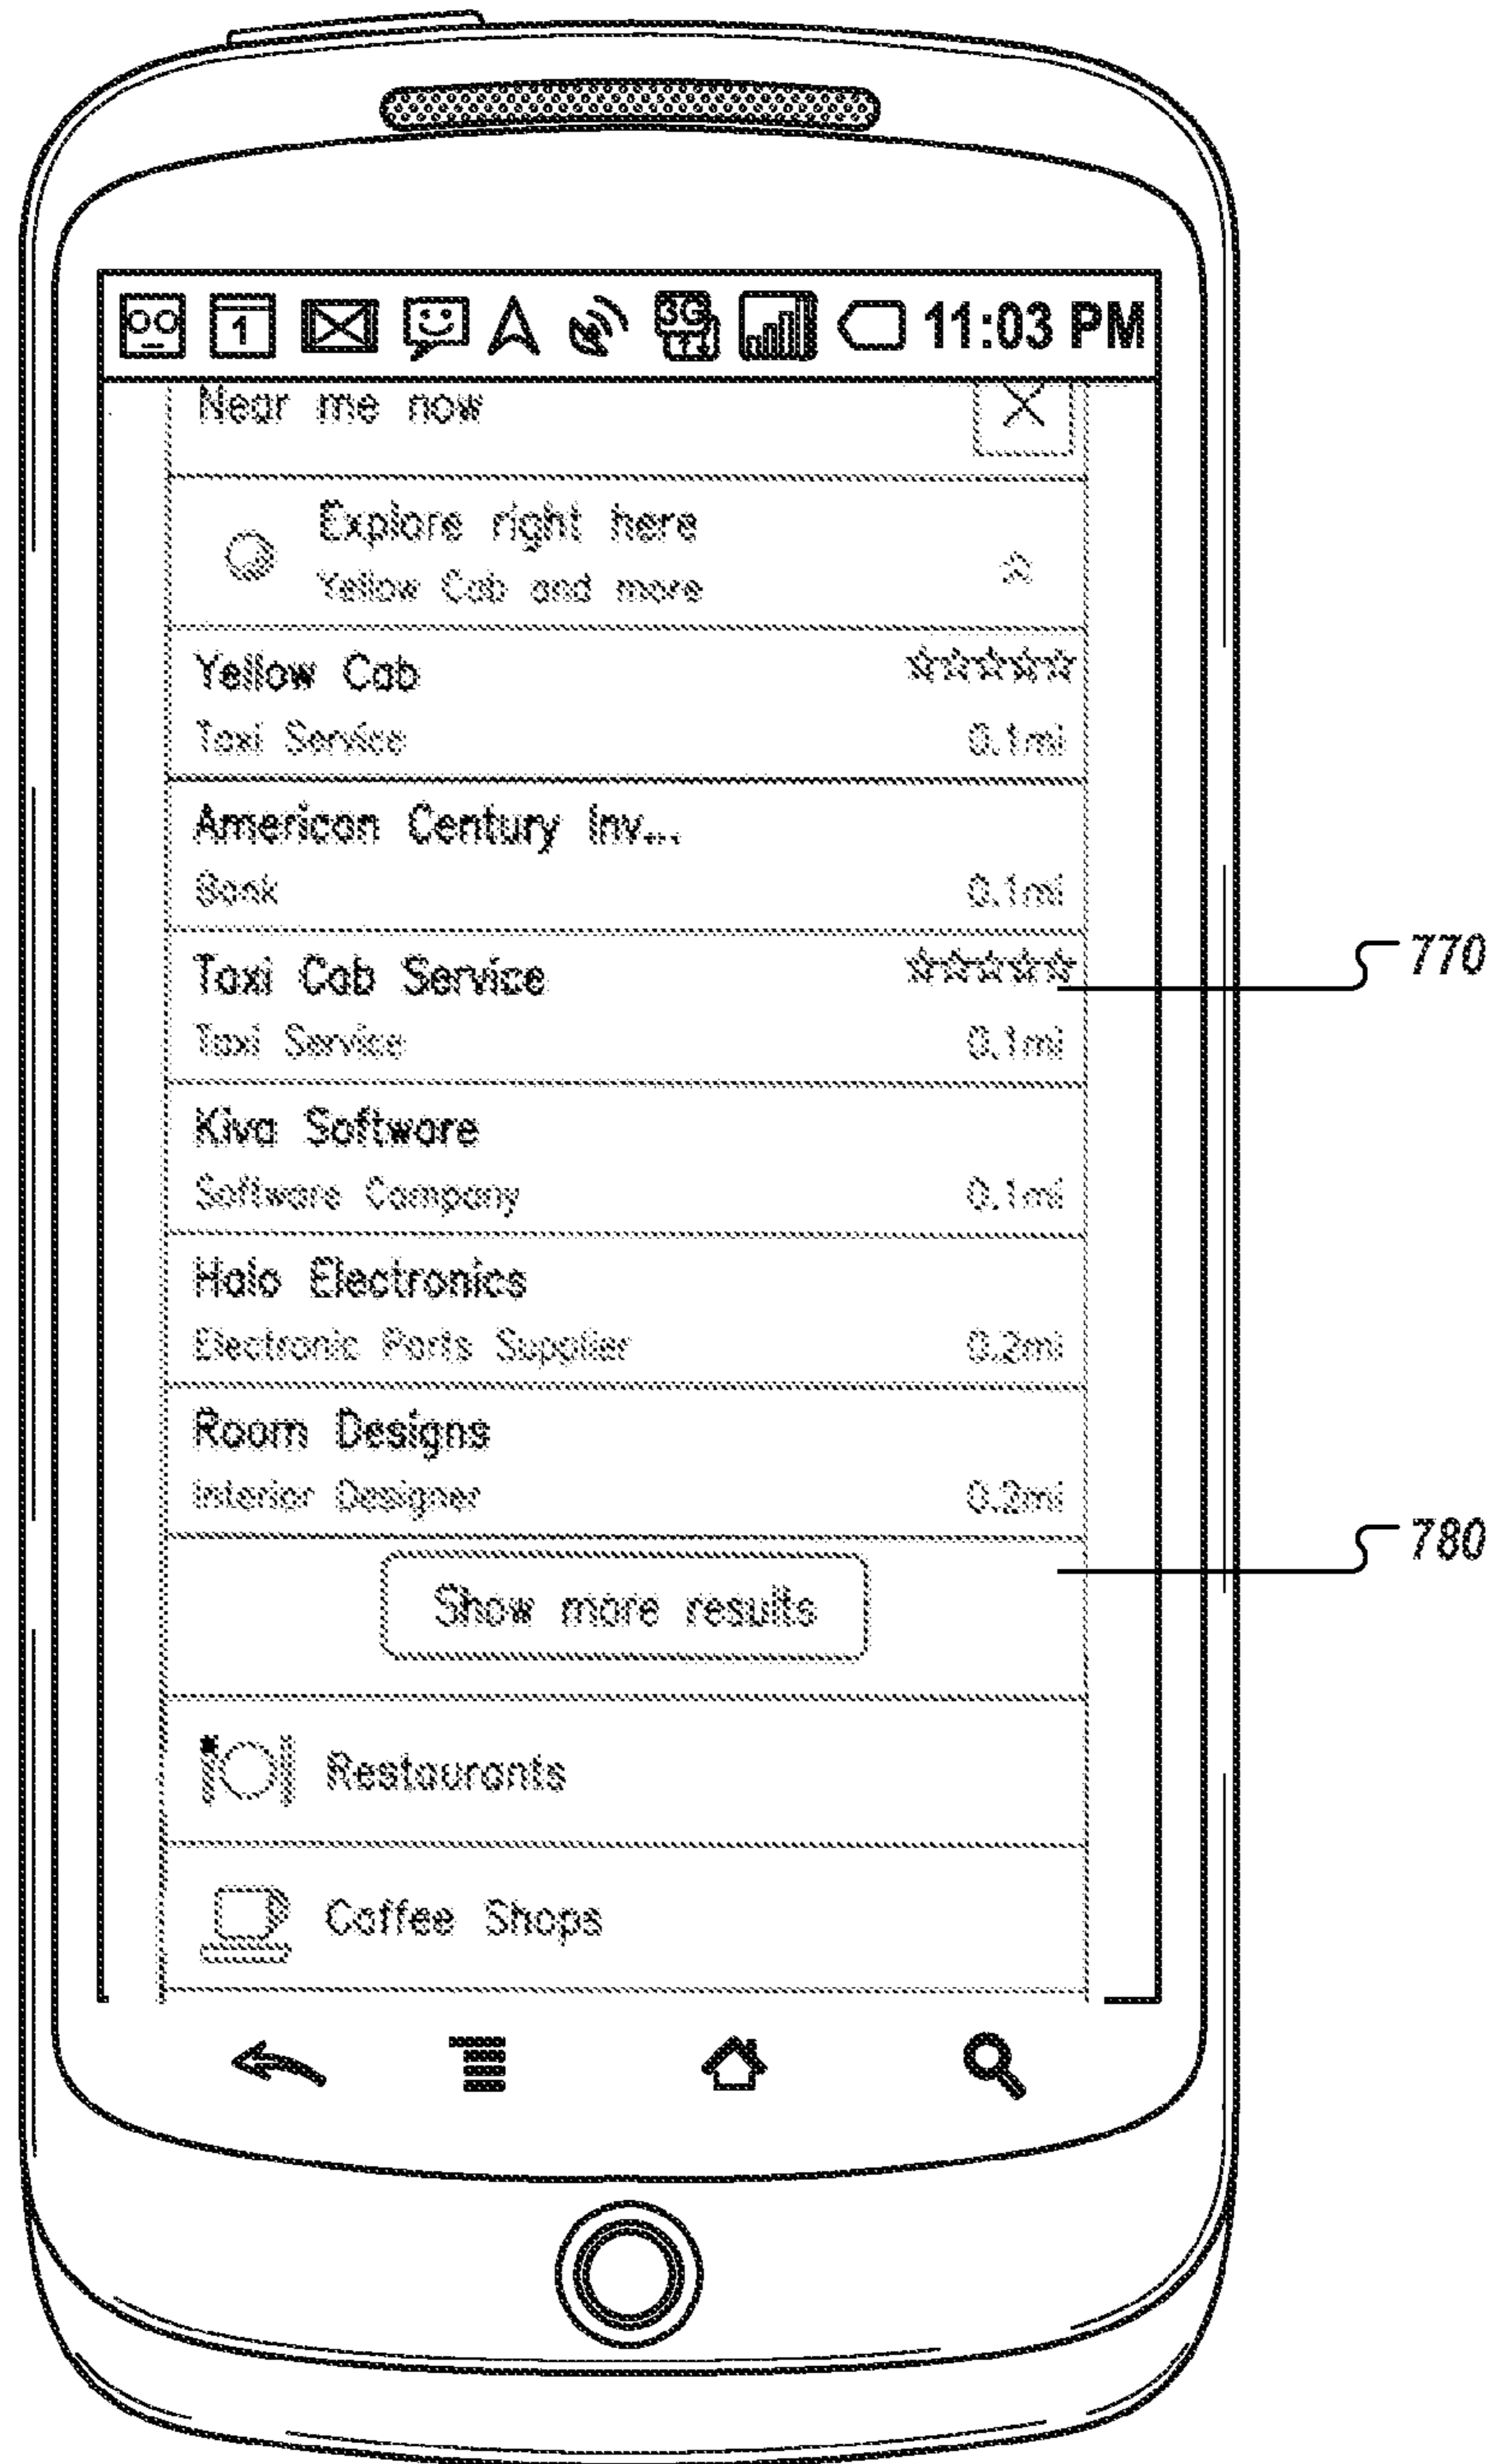 1 3G 11:03 PM
Near me now
Explore right here
Yellow Cab and more
Yellow Cab
Taxi Service 0.1mi
American Century Inv...
Bank 0.1mi
Taxi Cab Service
770
Taxi Service 0.1mi
Kiva Software
Software Company 0.1mi
Halo Electronics
Electronic Parts Supplier 0.2mi
Room Designs
Interior Designer 0.2mi
780
Show more results
Restaurants
Coffee Shops